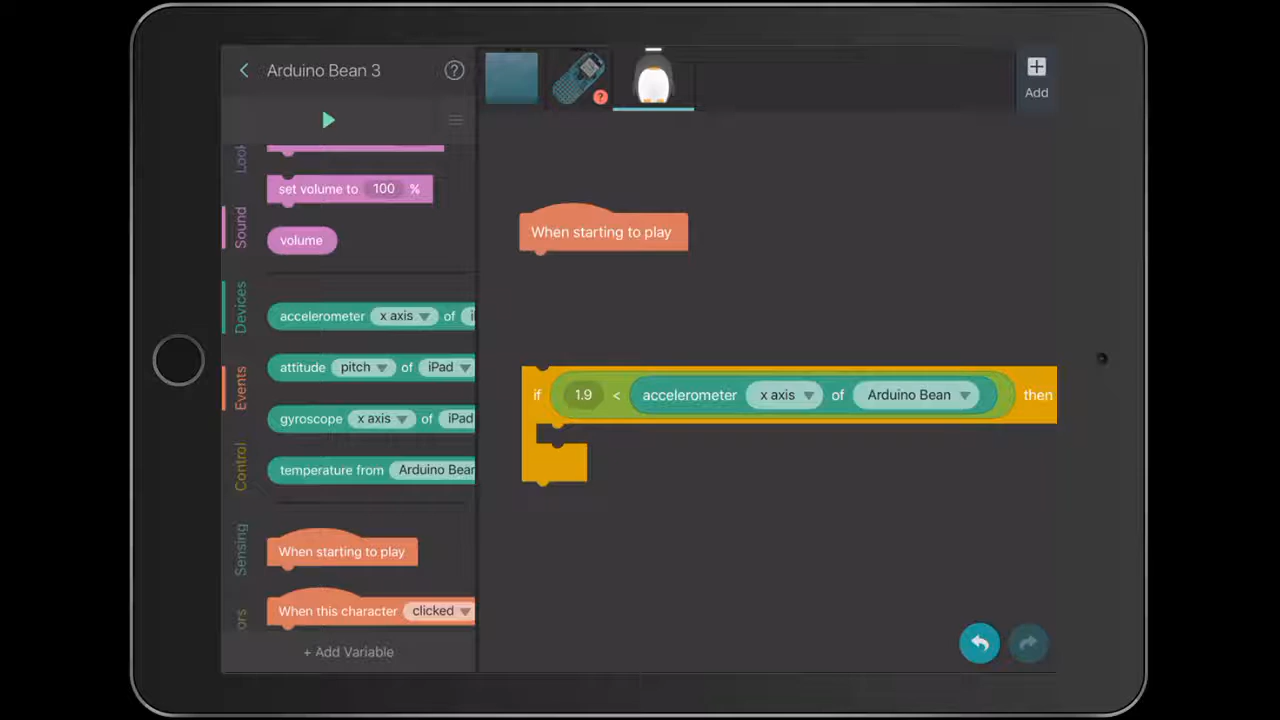 Arduino Bean 3
?
?
Add
Look
set volume to 100 %
Sound
volume
Devices
accelerometer x axis of
attitude pitch of iPad
Events
gyroscope x axis of iPad
Control
temperature from Arduino Bean
Sensing
When starting to play
ors
When this character clicked
+ Add Variable
When starting to play
if 1.9 < accelerometer x axis of Arduino Bean then